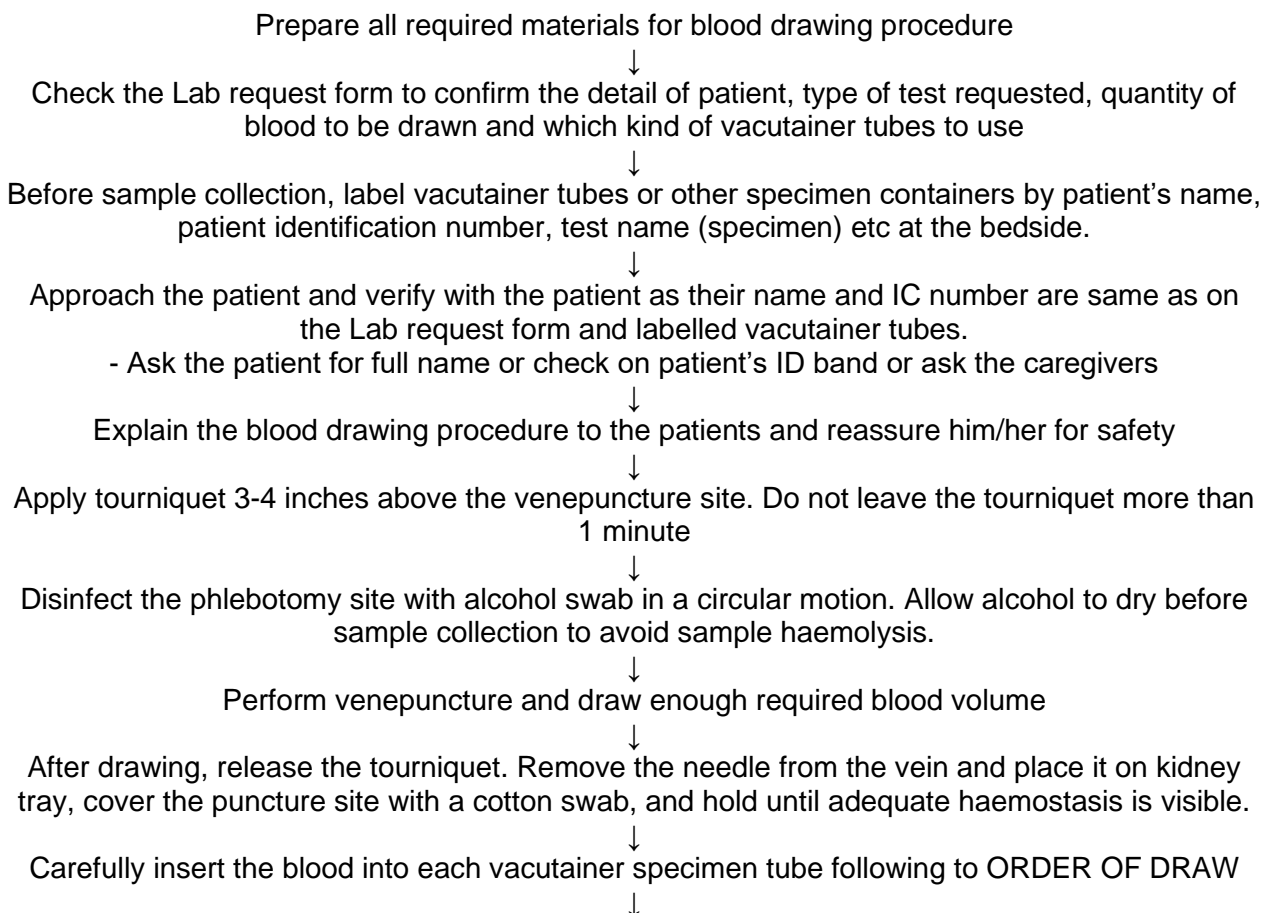 Prepare all required materials for blood drawing procedure
↓
Check the Lab request form to confirm the detail of patient, type of test requested, quantity of
blood to be drawn and which kind of vacutainer tubes to use
↓
Before sample collection, label vacutainer tubes or other specimen containers by patient’s name,
patient identification number, test name (specimen) etc at the bedside.
↓
Approach the patient and verify with the patient as their name and IC number are same as on
the Lab request form and labelled vacutainer tubes.
- Ask the patient for full name or check on patient’s ID band or ask the caregivers
↓
Explain the blood drawing procedure to the patients and reassure him/her for safety
↓
Apply tourniquet 3-4 inches above the venepuncture site. Do not leave the tourniquet more than
1 minute
↓
Disinfect the phlebotomy site with alcohol swab in a circular motion. Allow alcohol to dry before
sample collection to avoid sample haemolysis.
↓
Perform venepuncture and draw enough required blood volume
↓
After drawing, release the tourniquet. Remove the needle from the vein and place it on kidney
tray, cover the puncture site with a cotton swab, and hold until adequate haemostasis is visible.
↓
Carefully insert the blood into each vacutainer specimen tube following to ORDER OF DRAW
↓